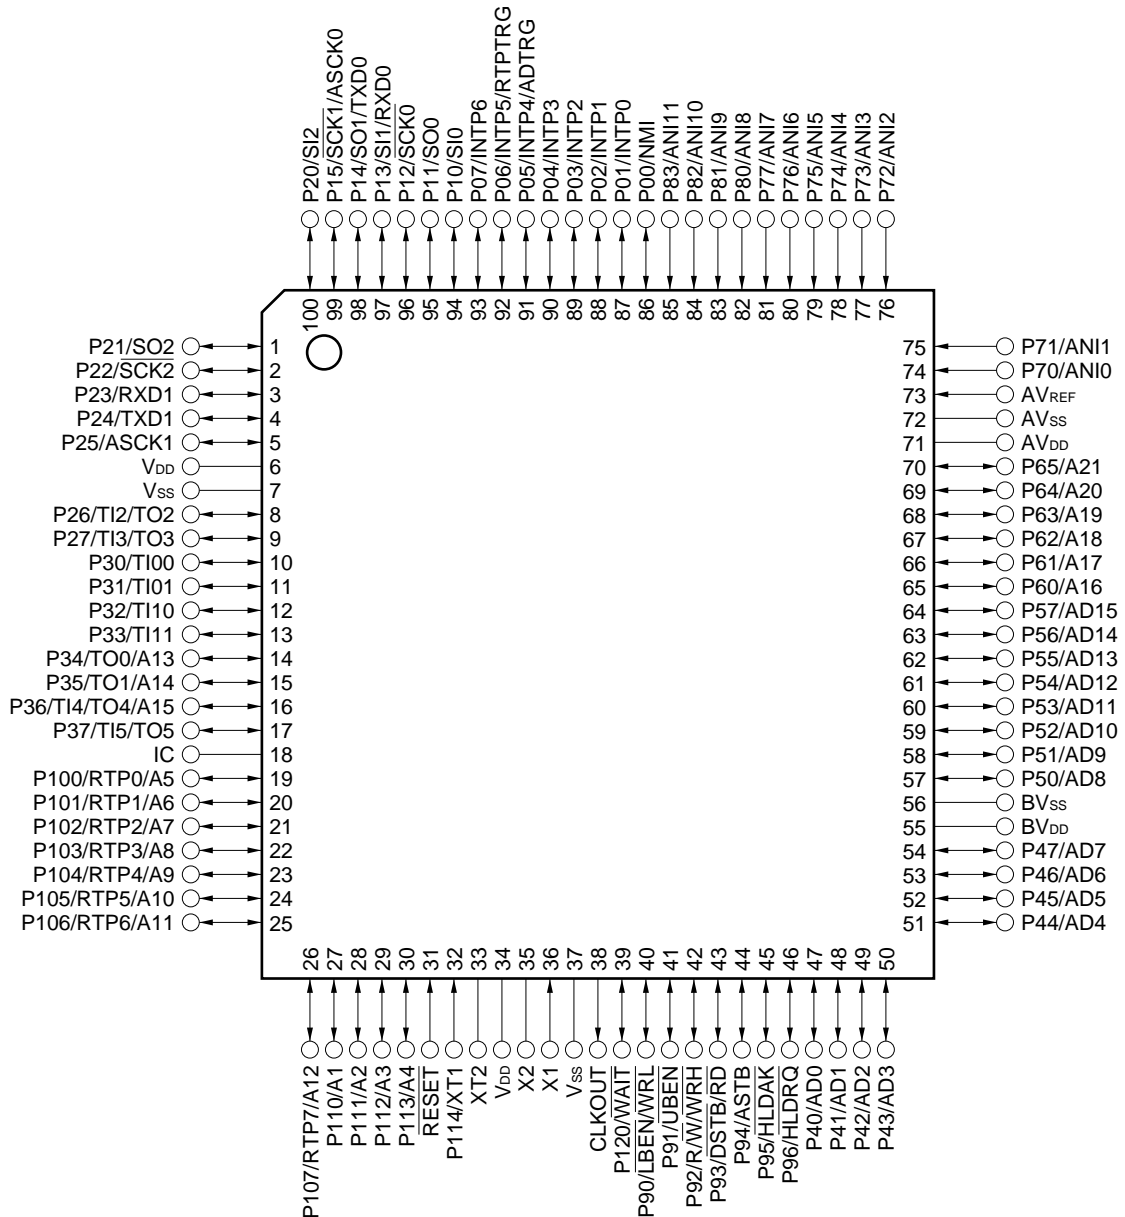 P20/SI2
P15/SCK1/ASCK0
P14/SO1/TXD0
P13/SI1/RXD0
P12/SCK0
P11/SO0
P10/SI0
P07/INTP6
P06/INTP5/RTPTRG
P05/INTP4/ADTRG
P04/INTP3
P03/INTP2
P02/INTP1
P01/INTP0
P00/NMI
P83/ANI11
P82/ANI10
P81/ANI9
P80/ANI8
P77/ANI7
P76/ANI6
P75/ANI5
P74/ANI4
P73/ANI3
P72/ANI2
100
99
98
97
96
95
94
93
92
91
90
89
88
87
86
85
84
83
82
81
80
79
78
77
76
P21/SO2 1
P22/SCK2 2
P23/RXD1 3
P24/TXD1 4
P25/ASCK1 5
VDD 6
VSS 7
P26/TI2/TO2 8
P27/TI3/TO3 9
P30/TI00 10
P31/TI01 11
P32/TI10 12
P33/TI11 13
P34/TO0/A13 14
P35/TO1/A14 15
P36/TI4/TO4/A15 16
P37/TI5/TO5 17
IC 18
P100/RTP0/A5 19
P101/RTP1/A6 20
P102/RTP2/A7 21
P103/RTP3/A8 22
P104/RTP4/A9 23
P105/RTP5/A10 24
P106/RTP6/A11 25
75 P71/ANI1
74 P70/ANI0
73 AVREF
72 AVSS
71 AVDD
70 P65/A21
69 P64/A20
68 P63/A19
67 P62/A18
66 P61/A17
65 P60/A16
64 P57/AD15
63 P56/AD14
62 P55/AD13
61 P54/AD12
60 P53/AD11
59 P52/AD10
58 P51/AD9
57 P50/AD8
56 BVSS
55 BVDD
54 P47/AD7
53 P46/AD6
52 P45/AD5
51 P44/AD4
26
27
28
29
30
31
32
33
34
35
36
37
38
39
40
41
42
43
44
45
46
47
48
49
50
P107/RTP7/A12
P110/A1
P111/A2
P112/A3
P113/A4
RESET
P114/XT1
XT2
VDD
X2
X1
VSS
CLKOUT
P120/WAIT
P90/LBEN/WRL
P91/UBEN
P92/R/W/WRH
P93/DSTB/RD
P94/ASTB
P95/HLDAK
P96/HLDRQ
P40/AD0
P41/AD1
P42/AD2
P43/AD3